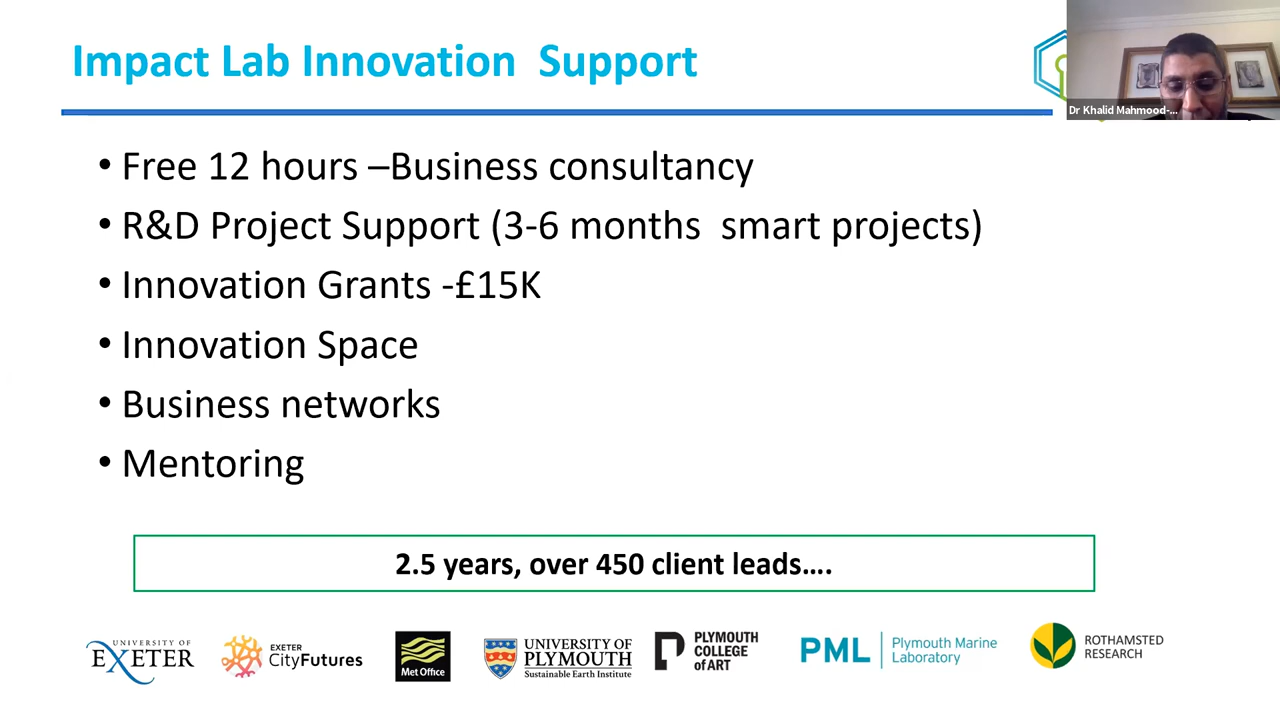 Impact Lab Innovation  Support
Dr Khalid Mahmood-...
• Free 12 hours –Business consultancy
• R&D Project Support (3-6 months  smart projects)
• Innovation Grants -£15K
• Innovation Space
• Business networks
• Mentoring
2.5 years, over 450 client leads….
UNIVERSITY OF
EXETER
EXETER
CityFutures
Met Office
UNIVERSITY OF
PLYMOUTH
Sustainable Earth Institute
PLYMOUTH
COLLEGE
of ART
PML
Plymouth Marine
Laboratory
ROTHAMSTED
RESEARCH